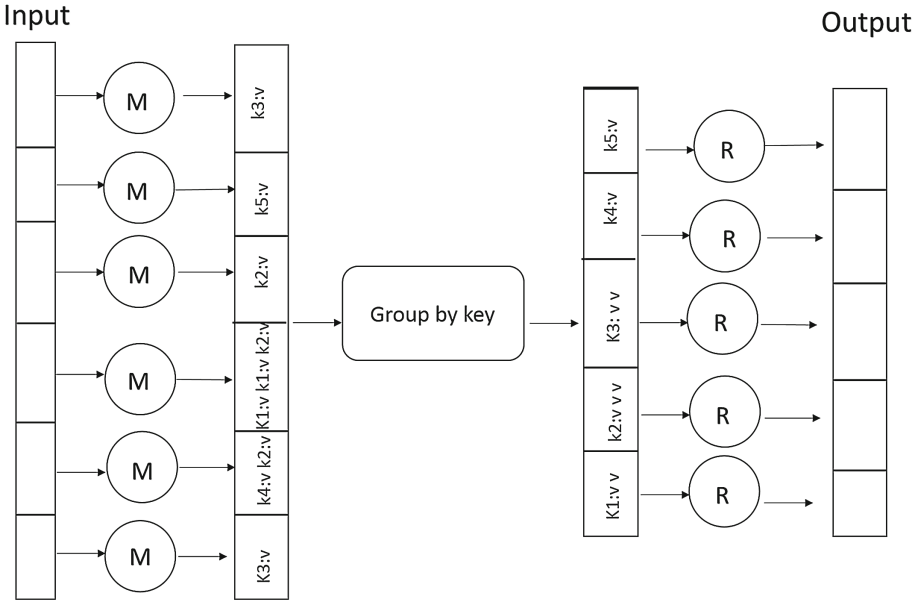 Input
Output
M
k3:v
M
k5:v
M
k2:v
M
K1:v k1:v k2:v
M
k4:v k2:v
M
K3:v
Group by key
k5:v
R
k4:v
R
K3: v v
R
k2:v v v
R
K1:v v
R